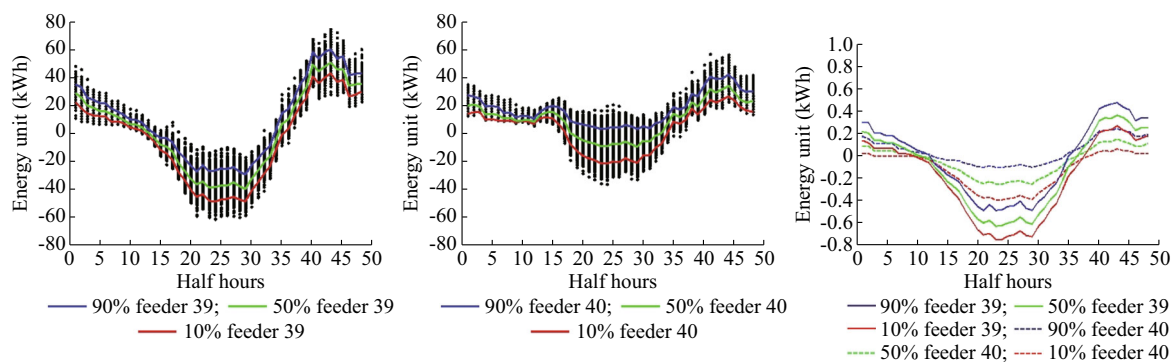 Energy unit (kWh)
80
60
40
20
0
-20
-40
-60
-80
0 5 10 15 20 25 30 35 40 45 50
Half hours
90% feeder 39; 50% feeder 39
10% feeder 39
Energy unit (kWh)
80
60
40
20
0
-20
-40
-60
-80
0 5 10 15 20 25 30 35 40 45 50
Half hours
90% feeder 40; 50% feeder 40
10% feeder 40
Energy unit (kWh)
1.0
0.8
0.6
0.4
0.2
0
-0.2
-0.4
-0.6
-0.8
0 5 10 15 20 25 30 35 40 45 50
Half hours
90% feeder 39; 50% feeder 39
10% feeder 39; 90% feeder 40
50% feeder 40; 10% feeder 40